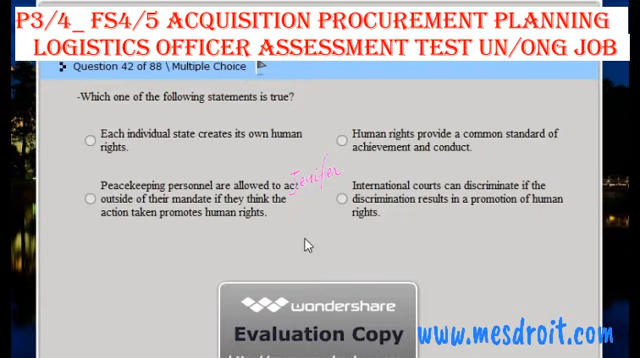 P3/4_ FS4/5 ACQUISITION PROCUREMENT PLANNING
LOGISTICS OFFICER ASSESSMENT TEST UN/ONG JOB
Question 42 of 88 \ Multiple Choice
-Which one of the following statements is true?
Each individual state creates its own human
rights.
Human rights provide a common standard of
achievement and conduct.
Peacekeeping personnel are allowed to act
outside of their mandate if they think the
action taken promotes human rights.
Jenifer
International courts can discriminate if the
discrimination results in a promotion of human
rights.
wondershare
Evaluation Copy
www.mesdroit.com